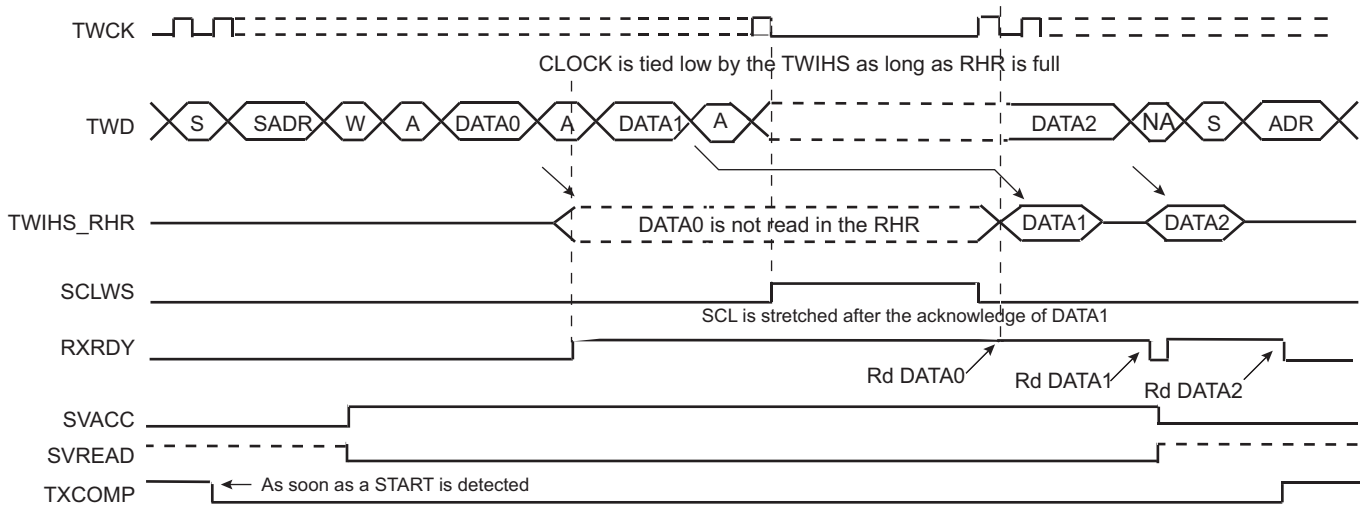 TWCK
CLOCK is tied low by the TWIHS as long as RHR is full
TWD S SADR W A DATA0 A DATA1 A DATA2 NA S ADR
TWIHS_RHR DATA0 is not read in the RHR DATA1 DATA2
SCLWS
SCL is stretched after the acknowledge of DATA1
RXRDY
Rd DATA0 Rd DATA1 Rd DATA2
SVACC
SVREAD
TXCOMP As soon as a START is detected